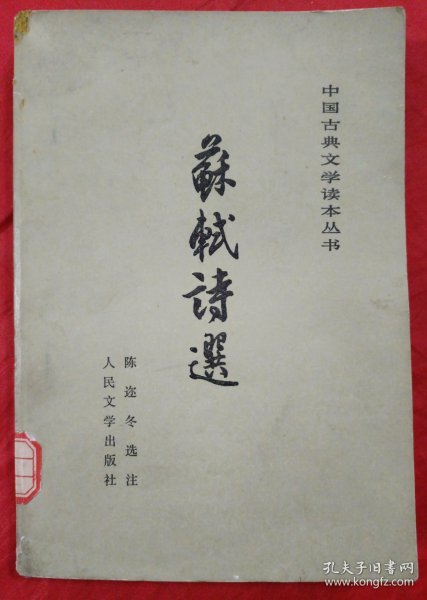 中国古典文学读本丛书
蘇軾詩選
陈迩冬选注
人民文学出版社
孔夫子旧书网
www.kongfz.com